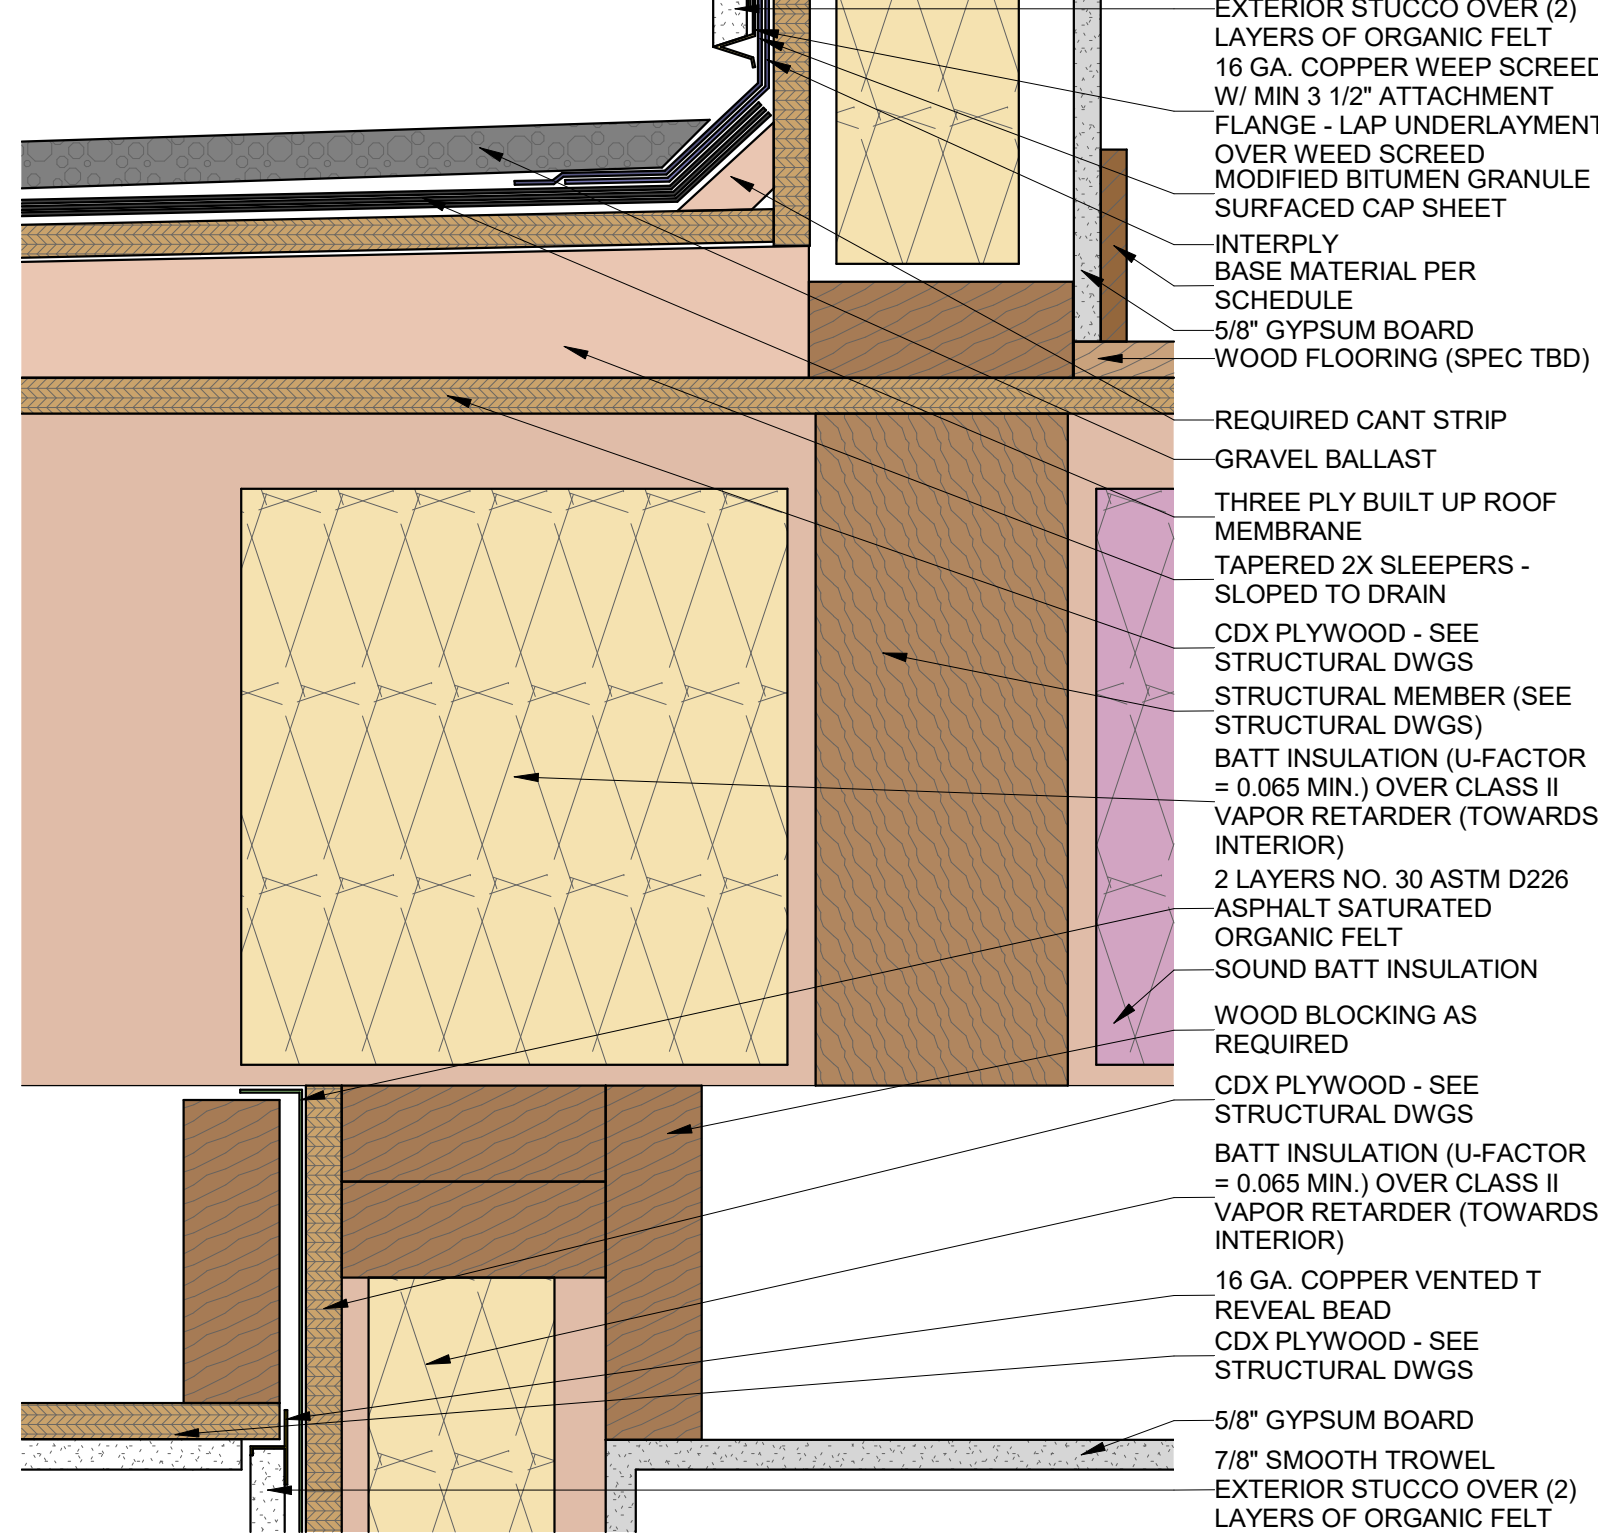 EXTERIOR STUCCO OVER (2)
LAYERS OF ORGANIC FELT
16 GA. COPPER WEEP SCREED
W/ MIN 3 1/2" ATTACHMENT
FLANGE - LAP UNDERLAYMENT
OVER WEED SCREED
MODIFIED BITUMEN GRANULE
SURFACED CAP SHEET
INTERPLY
BASE MATERIAL PER
SCHEDULE
5/8" GYPSUM BOARD
WOOD FLOORING (SPEC TBD)
REQUIRED CANT STRIP
GRAVEL BALLAST
THREE PLY BUILT UP ROOF
MEMBRANE
TAPERED 2X SLEEPERS -
SLOPED TO DRAIN
CDX PLYWOOD - SEE
STRUCTURAL DWGS
STRUCTURAL MEMBER (SEE
STRUCTURAL DWGS)
BATT INSULATION (U-FACTOR
= 0.065 MIN.) OVER CLASS II
VAPOR RETARDER (TOWARDS
INTERIOR)
2 LAYERS NO. 30 ASTM D226
ASPHALT SATURATED
ORGANIC FELT
SOUND BATT INSULATION
WOOD BLOCKING AS
REQUIRED
CDX PLYWOOD - SEE
STRUCTURAL DWGS
BATT INSULATION (U-FACTOR
= 0.065 MIN.) OVER CLASS II
VAPOR RETARDER (TOWARDS
INTERIOR)
16 GA. COPPER VENTED T
REVEAL BEAD
CDX PLYWOOD - SEE
STRUCTURAL DWGS
5/8" GYPSUM BOARD
7/8" SMOOTH TROWEL
EXTERIOR STUCCO OVER (2)
LAYERS OF ORGANIC FELT